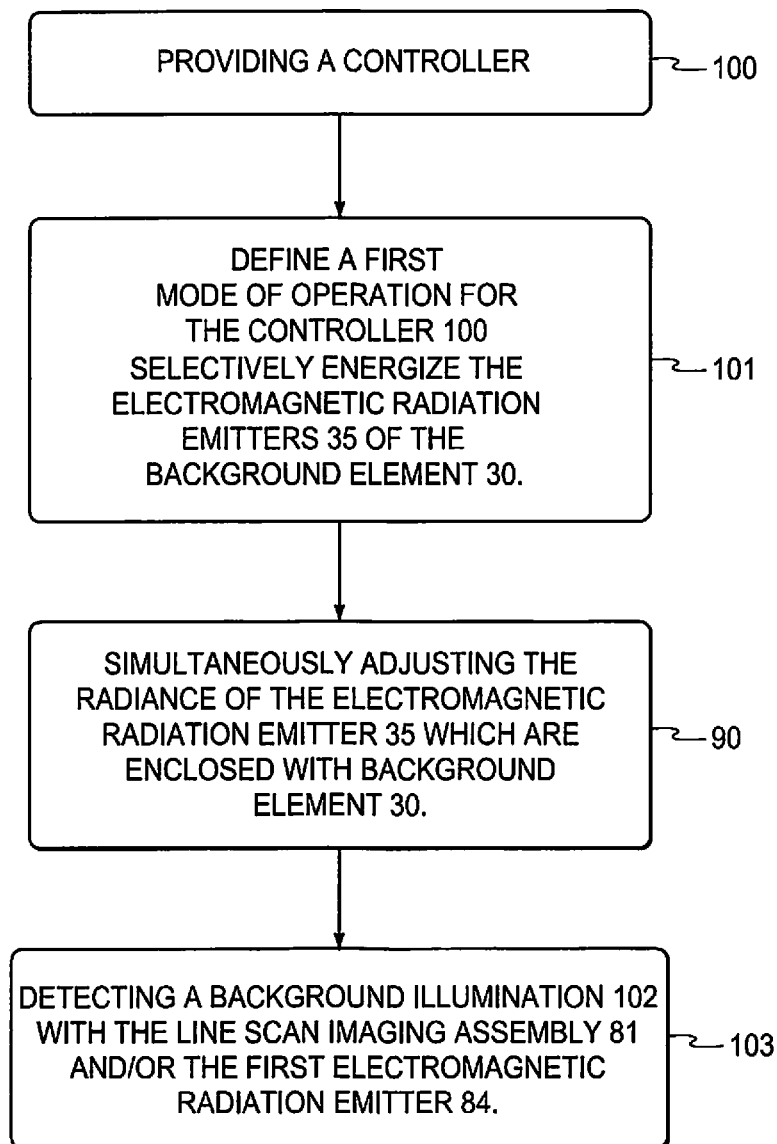 PROVIDING A CONTROLLER
100
DEFINE A FIRST
MODE OF OPERATION FOR
THE CONTROLLER 100
SELECTIVELY ENERGIZE THE
ELECTROMAGNETIC RADIATION
EMITTERS 35 OF THE
BACKGROUND ELEMENT 30.
101
SIMULTANEOUSLY ADJUSTING THE
RADIANCE OF THE ELECTROMAGNETIC
RADIATION EMITTER 35 WHICH ARE
ENCLOSED WITH BACKGROUND
ELEMENT 30.
90
DETECTING A BACKGROUND ILLUMINATION 102
WITH THE LINE SCAN IMAGING ASSEMBLY 81
AND/OR THE FIRST ELECTROMAGNETIC
RADIATION EMITTER 84.
103